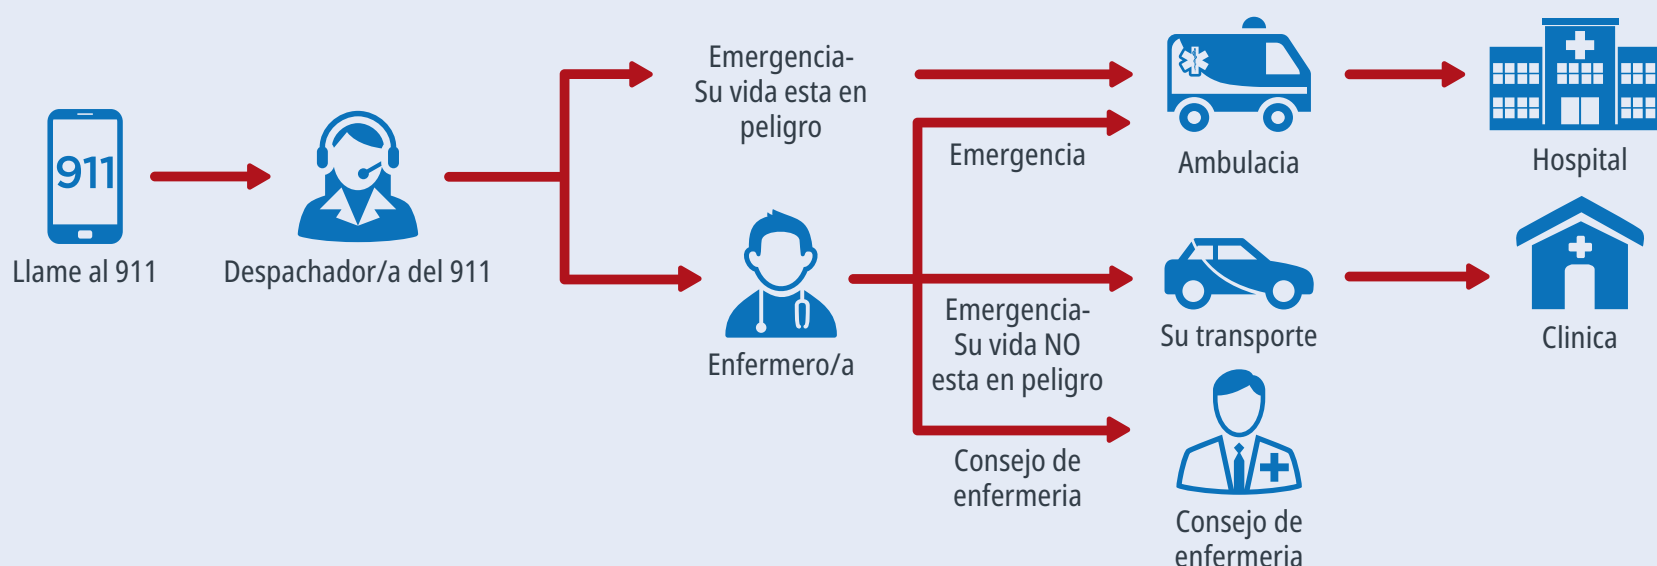 911
Llame al 911
Despachador/a del 911
Emergencia-
Su vida esta en
peligro
Enfermero/a
Emergencia
Emergencia-
Su vida NO
esta en peligro
Consejo de
enfermeria
Ambulacia
Hospital
Su transporte
Clinica
Consejo de
enfermeria